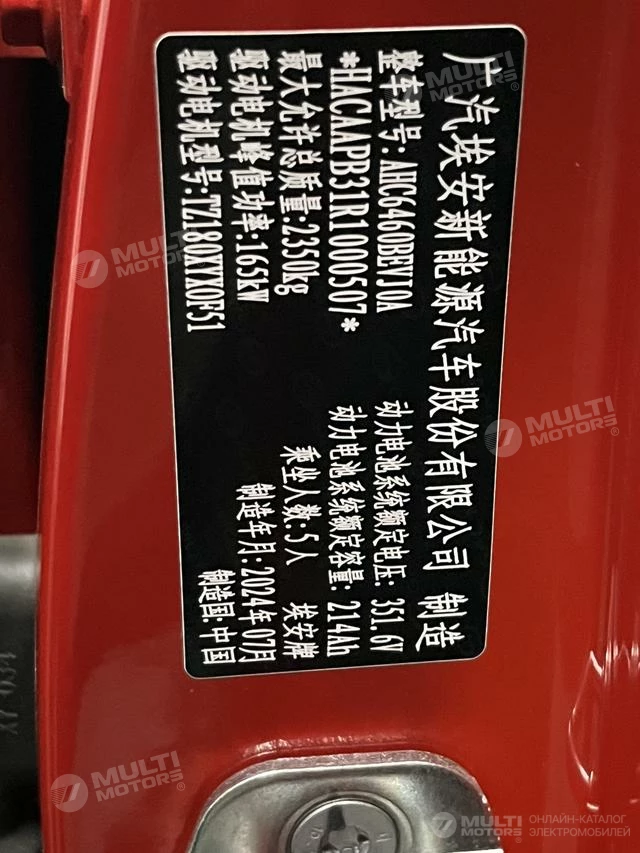 广汽埃安新能源汽车股份有限公司 制造
整车型号:AHC6460BEVJ0A 动力电池系统额定电压:351.6V
*HACAAPB31R1000507* 动力电池系统额定容量:214Ah
最大允许总质量:2350kg 乘坐人数:5人 埃安牌
驱动电机峰值功率:165kW 制造年月:2024年07月
驱动电机型号:TZ180XYX0F51 制造国:中国
MULTI
MOTORS
MULTI
MOTORS
MULTI
MOTORS
MULTI
MOTORS
MULTI
MOTORS
ОНЛАЙН-КАТАЛОГ
ЭЛЕКТРОМОБИЛЕЙ